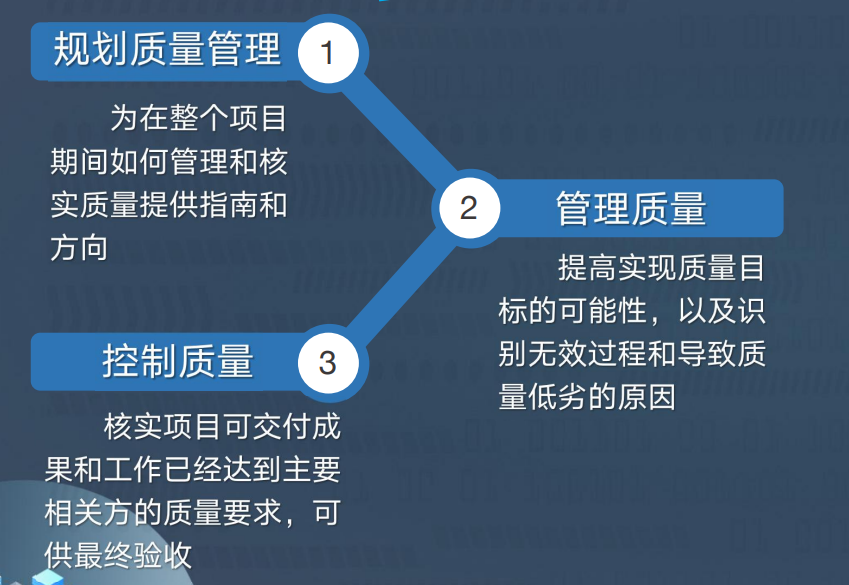 规划质量管理
1
为在整个项目
期间如何管理和核
实质量提供指南和
方向
2
管理质量
提高实现质量目
标的可能性，以及识
别无效过程和导致质
量低劣的原因
控制质量
3
核实项目可交付成
果和工作已经达到主要
相关方的质量要求，可
供最终验收